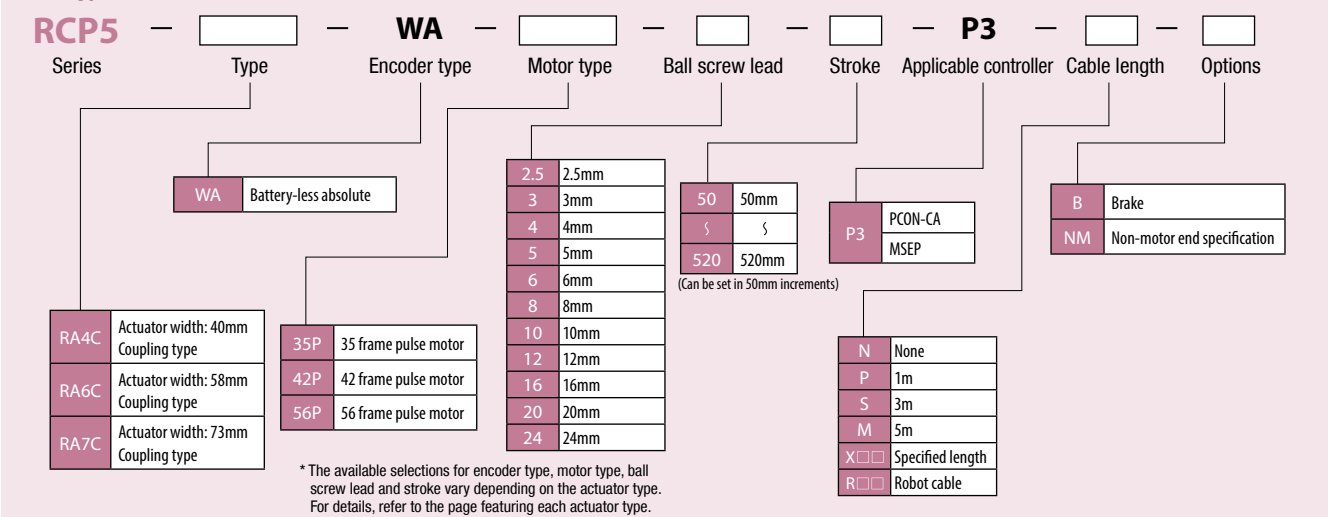 RCP5 – – WA – – – – P3 – –
Series Type Encoder type Motor type Ball screw lead Stroke Applicable controller Cable length Options
WA Battery-less absolute
2.5 2.5mm
3 3mm
4 4mm
5 5mm
6 6mm
8 8mm
10 10mm
12 12mm
16 16mm
20 20mm
24 24mm
50 50mm
520 520mm
(Can be set in 50mm increments)
P3 PCON-CA
MSEP
B Brake
NM Non-motor end specification
RA4C Actuator width: 40mm
Coupling type
RA6C Actuator width: 58mm
Coupling type
RA7C Actuator width: 73mm
Coupling type
35P 35 frame pulse motor
42P 42 frame pulse motor
56P 56 frame pulse motor
N None
P 1m
S 3m
M 5m
X□□ Specified length
R□□ Robot cable
* The available selections for encoder type, motor type, ball
screw lead and stroke vary depending on the actuator type.
For details, refer to the page featuring each actuator type.